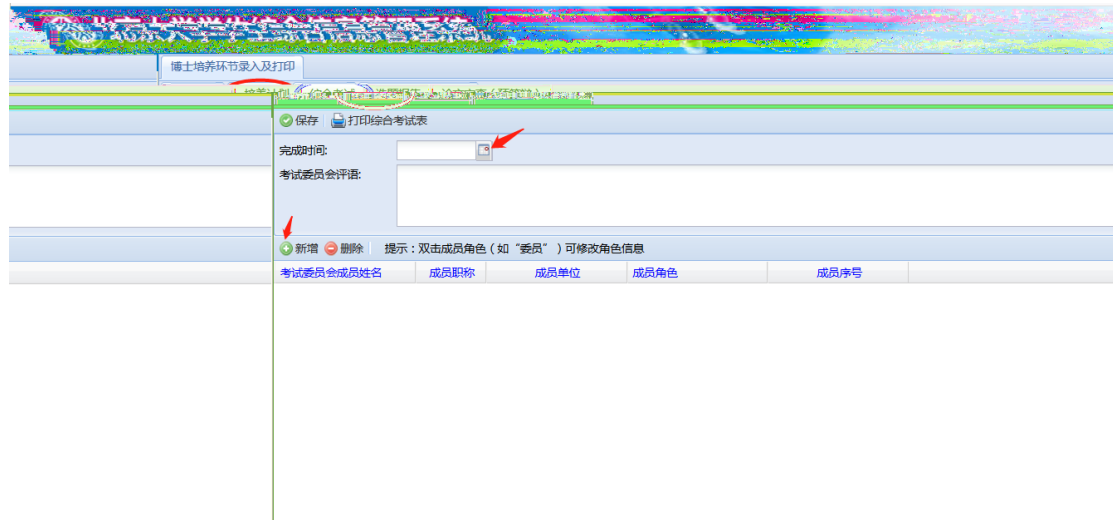 博士培养环节录入及打印
保存 打印综合考试表
完成时间:
考试委员会评语:
新增 删除 提示：双击成员角色（如“委员”）可修改角色信息
考试委员会成员姓名 成员职称 成员单位 成员角色 成员序号